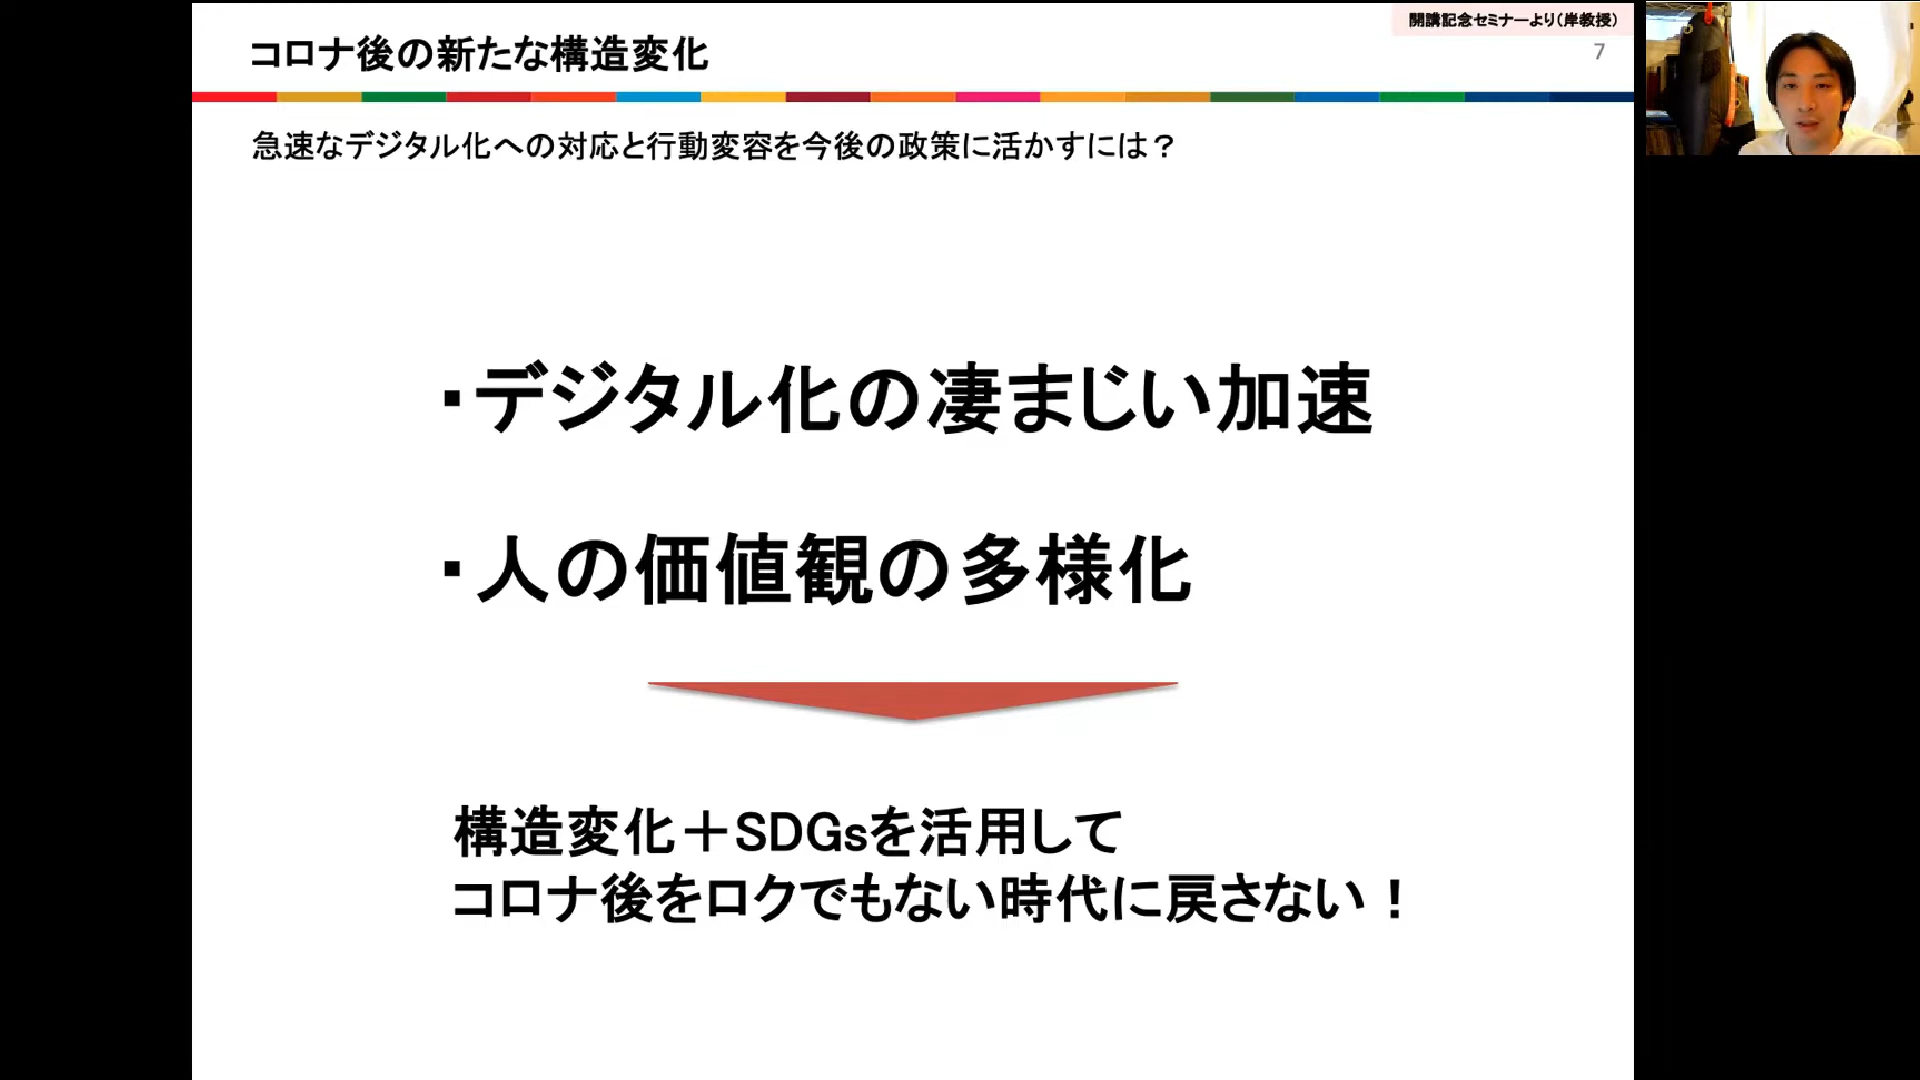 開講記念セミナーより(岸教授)
コロナ後の新たな構造変化
7
急速なデジタル化への対応と行動変容を今後の政策に活かすには？
・デジタル化の凄まじい加速
・人の価値観の多様化
構造変化＋SDGsを活用して
コロナ後をロクでもない時代に戻さない！